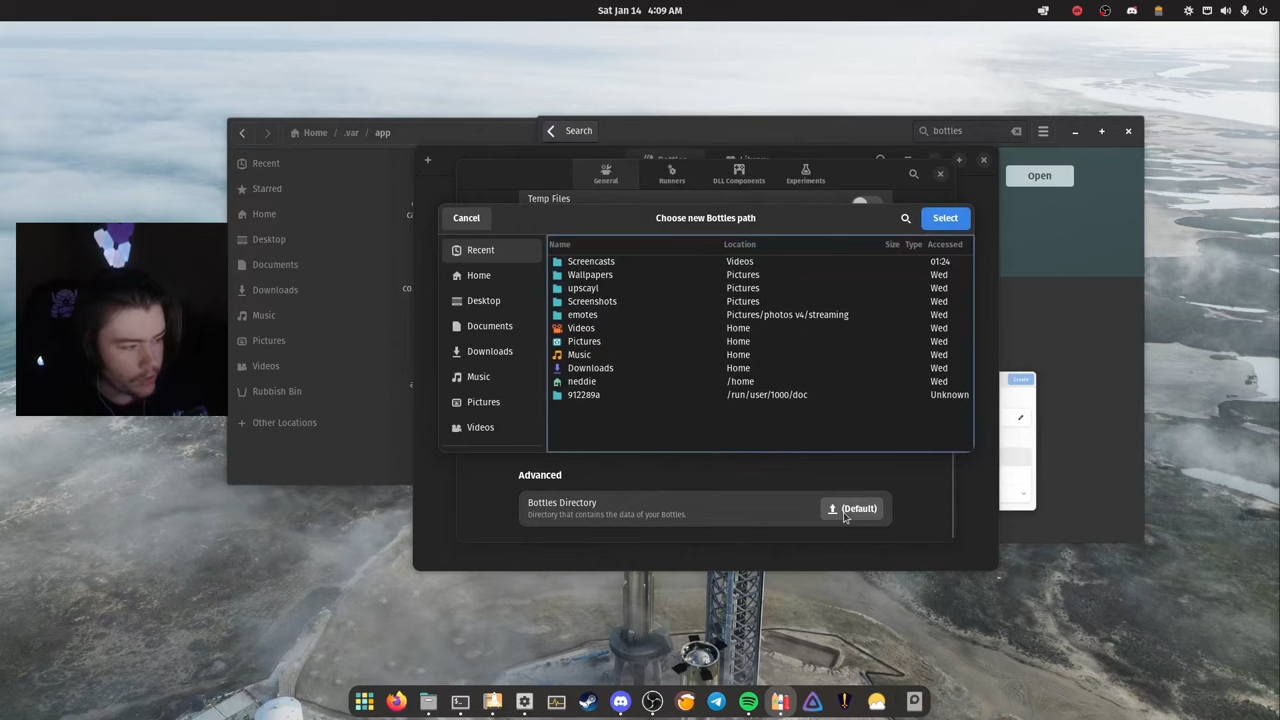 Sat Jan 14 4:09 AM
Home / .var / app
Search
bottles
Recent
Starred
Home
Desktop
Documents
Downloads
Music
Pictures
Videos
Rubbish Bin
+ Other Locations
Open
General
Runners
DLL Components
Experiments
Temp Files
Cancel
Choose new Bottles path
Select
Recent
Home
Desktop
Documents
Downloads
Music
Pictures
Videos
Name Location Size Type Accessed
Screencasts Videos 01:24
Wallpapers Pictures Wed
upscayl Pictures Wed
Screenshots Pictures Wed
emotes Pictures/photos v4/streaming Wed
Videos Home Wed
Pictures Home Wed
Music Home Wed
Downloads Home Wed
neddie /home Wed
912289a /run/user/1000/doc Unknown
Create
Advanced
Bottles Directory
Directory that contains the data of your Bottles.
(Default)